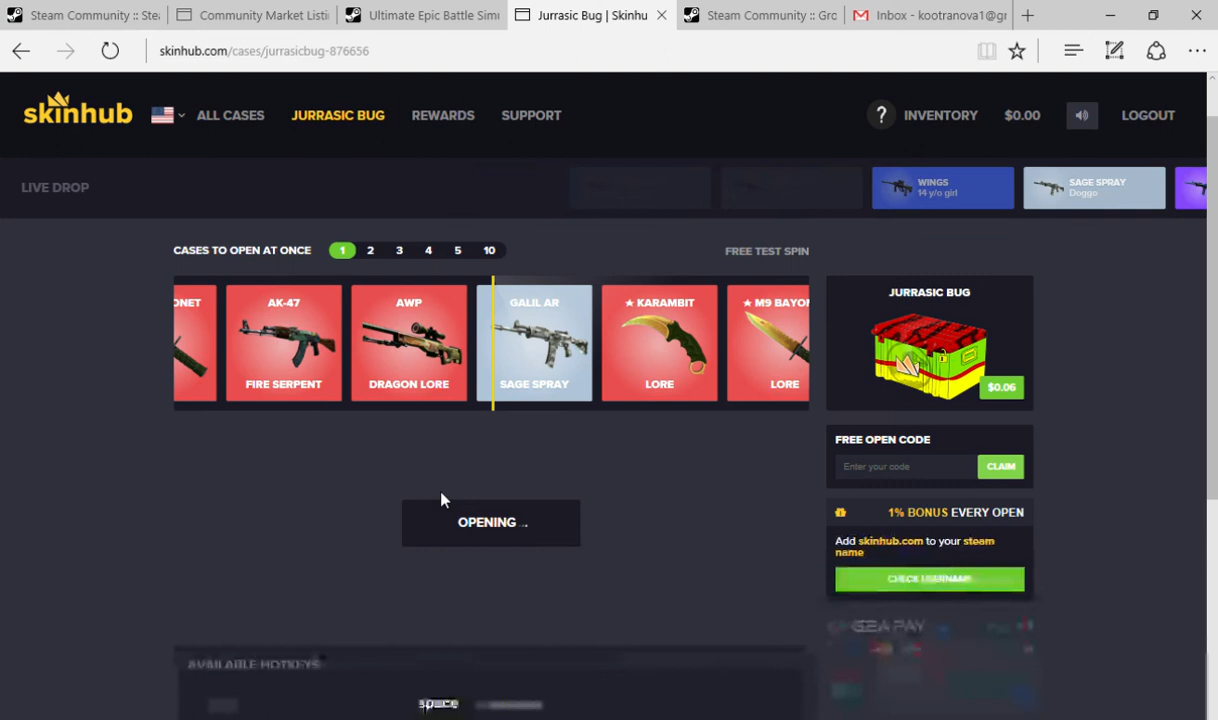 Steam Community :: Stea
Community Market Listi
Ultimate Epic Battle Simu
Jurrasic Bug | Skinhu
Steam Community :: Gro
Inbox - kootranova1@gr
skinhub.com/cases/jurrasicbug-876656
skinhub
ALL CASES
JURRASIC BUG
REWARDS
SUPPORT
?
INVENTORY
$0.00
LOGOUT
LIVE DROP
WINGS
14 y/o girl
SAGE SPRAY
Doggo
CASES TO OPEN AT ONCE
1 2 3 4 5 10
FREE TEST SPIN
ONET
AK-47
FIRE SERPENT
AWP
DRAGON LORE
GALIL AR
SAGE SPRAY
★ KARAMBIT
LORE
★ M9 BAYON
LORE
OPENING ...
JURRASIC BUG
$0.06
FREE OPEN CODE
Enter your code
CLAIM
1% BONUS EVERY OPEN
Add skinhub.com to your steam
name
CHECK USERNAME
G2A PAY
AVAILABLE HOTKEYS
space